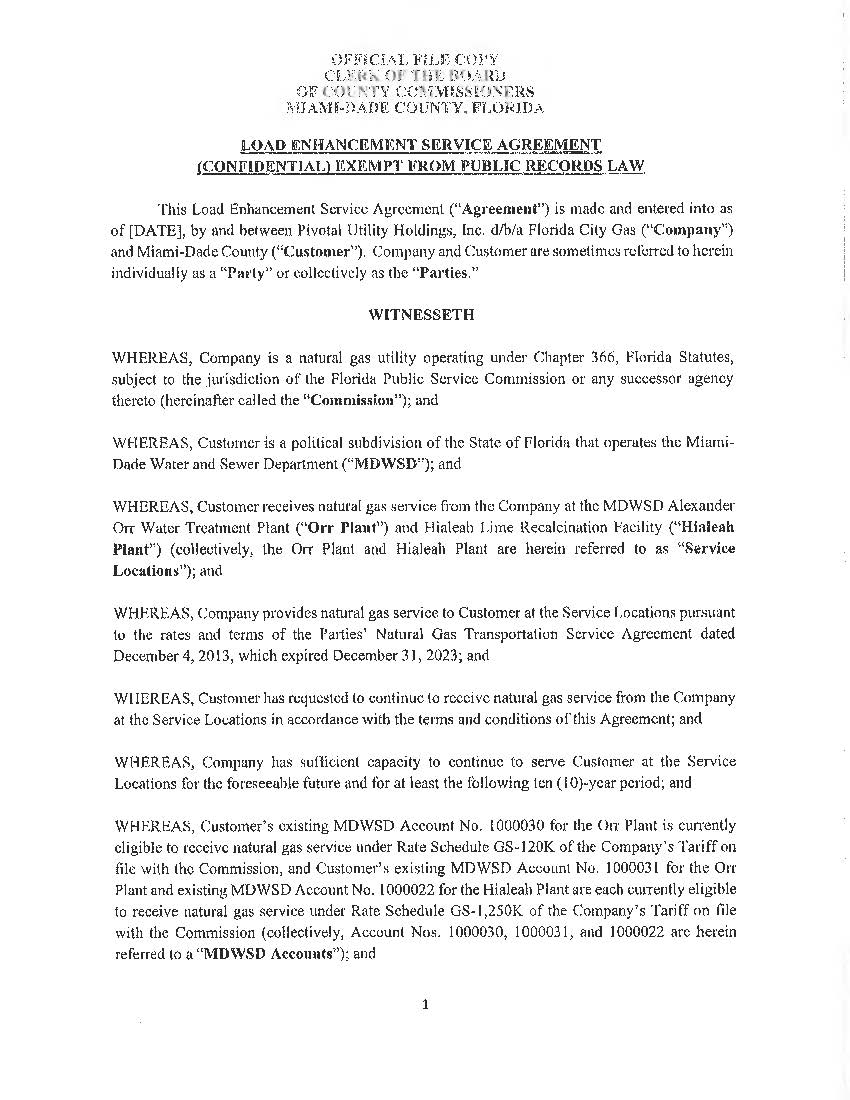 OFFICIAL FILE COPY
CLERK OF THE BOARD
OF COUNTY COMMISSIONERS
MIAMI-DADE COUNTY, FLORIDA
LOAD ENHANCEMENT SERVICE AGREEMENT
(CONFIDENTIAL) EXEMPT FROM PUBLIC RECORDS LAW
This Load Enhancement Service Agreement (“Agreement”) is made and entered into as
of [DATE], by and between Pivotal Utility Holdings, Inc. d/b/a Florida City Gas (“Company”)
and Miami-Dade County (“Customer”). Company and Customer are sometimes referred to herein
individually as a “Party” or collectively as the “Parties.”
WITNESSETH
WHEREAS, Company is a natural gas utility operating under Chapter 366, Florida Statutes,
subject to the jurisdiction of the Florida Public Service Commission or any successor agency
thereto (hereinafter called the “Commission”); and
WHEREAS, Customer is a political subdivision of the State of Florida that operates the Miami-
Dade Water and Sewer Department (“MDWSD”); and
WHEREAS, Customer receives natural gas service from the Company at the MDWSD Alexander
Orr Water Treatment Plant (“Orr Plant”) and Hialeah Lime Recalcination Facility (“Hialeah
Plant”) (collectively, the Orr Plant and Hialeah Plant are herein referred to as “Service
Locations”); and
WHEREAS, Company provides natural gas service to Customer at the Service Locations pursuant
to the rates and terms of the Parties’ Natural Gas Transportation Service Agreement dated
December 4, 2013, which expired December 31, 2023; and
WHEREAS, Customer has requested to continue to receive natural gas service from the Company
at the Service Locations in accordance with the terms and conditions of this Agreement; and
WHEREAS, Company has sufficient capacity to continue to serve Customer at the Service
Locations for the foreseeable future and for at least the following ten (10)-year period; and
WHEREAS, Customer’s existing MDWSD Account No. 1000030 for the Orr Plant is currently
eligible to receive natural gas service under Rate Schedule GS-120K of the Company’s Tariff on
file with the Commission, and Customer’s existing MDWSD Account No. 1000031 for the Orr
Plant and existing MDWSD Account No. 1000022 for the Hialeah Plant are each currently eligible
to receive natural gas service under Rate Schedule GS-1,250K of the Company’s Tariff on file
with the Commission (collectively, Account Nos. 1000030, 1000031, and 1000022 are herein
referred to a “MDWSD Accounts”); and
1